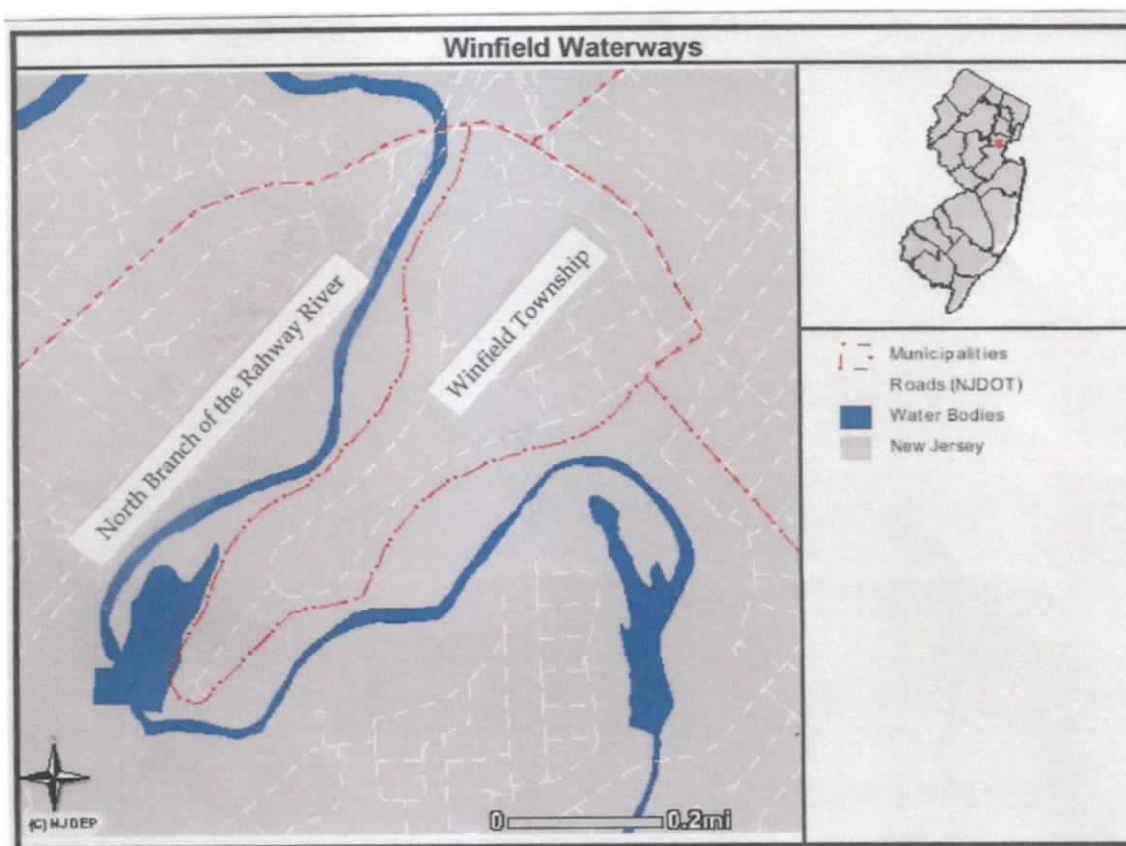 Winfield Waterways
North Branch of the Rahway River
Winfield Township
Municipalities
Roads (NJDOT)
Water Bodies
New Jersey
(C) NJDEP
0
0.2mi